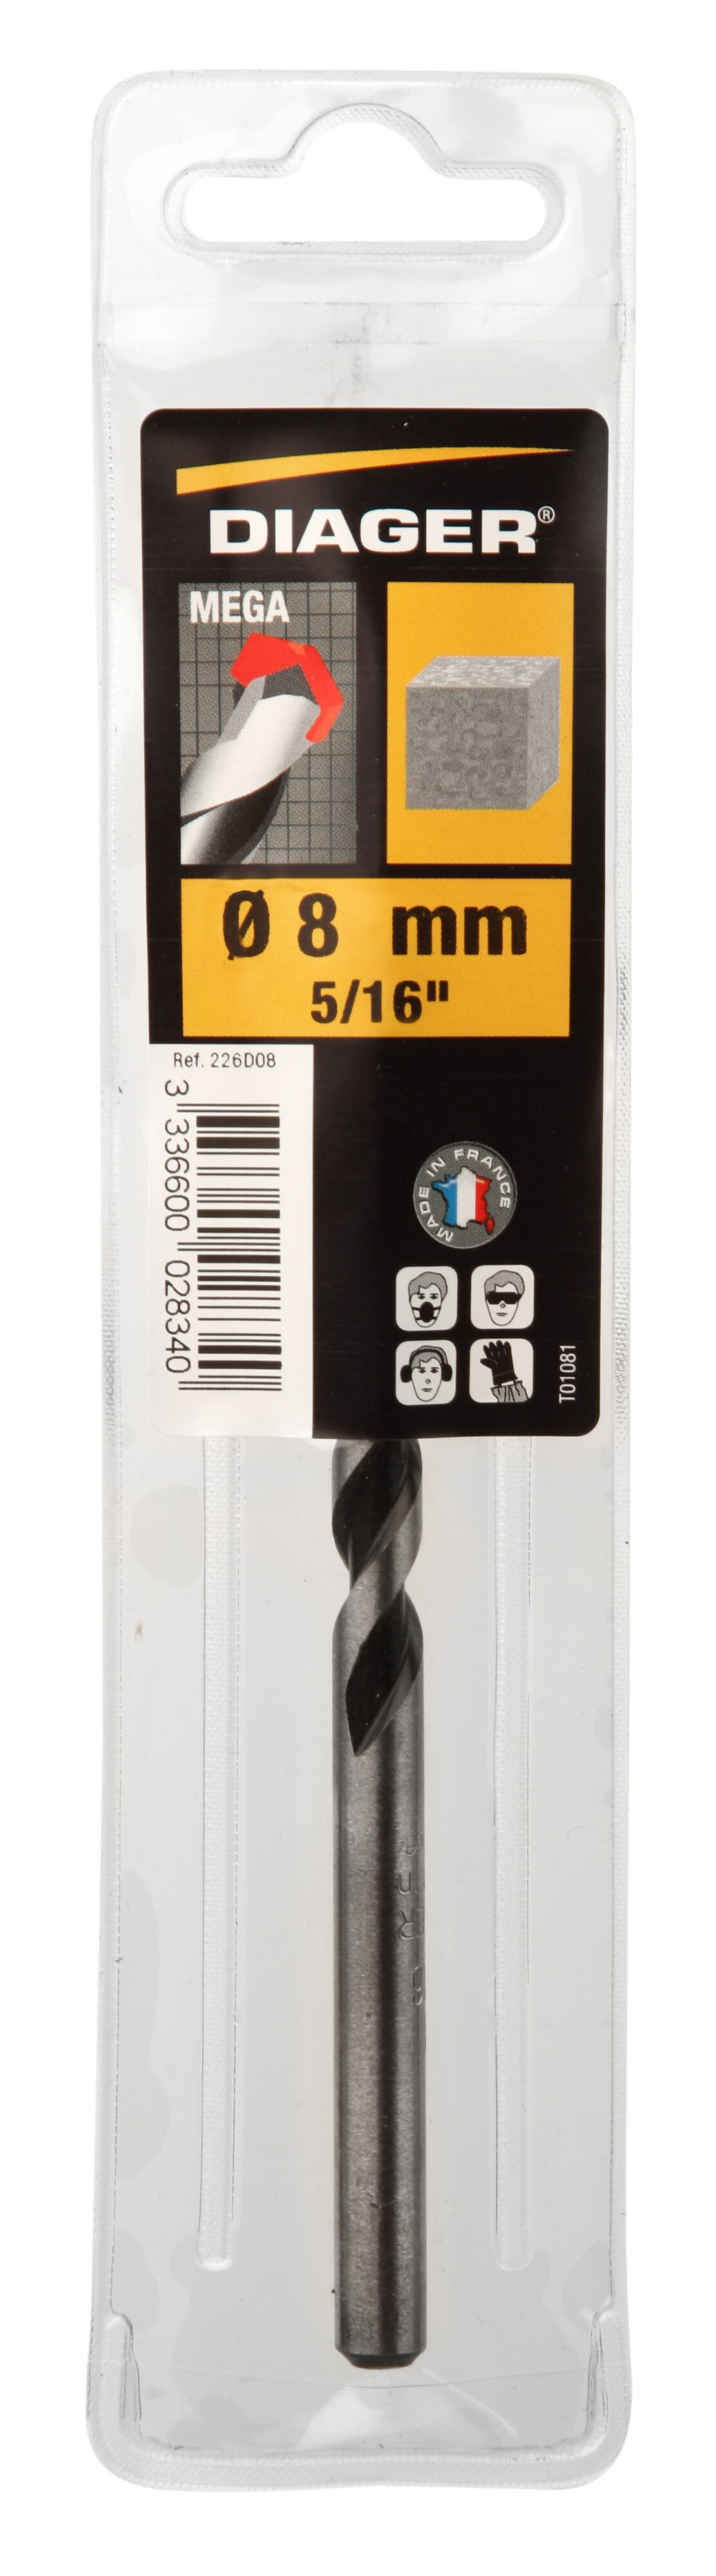 DIAGER®
MEGA
Ø 8 mm
5/16"
Ref. 226D08
3 336600 028340
MADE IN FRANCE
T01081